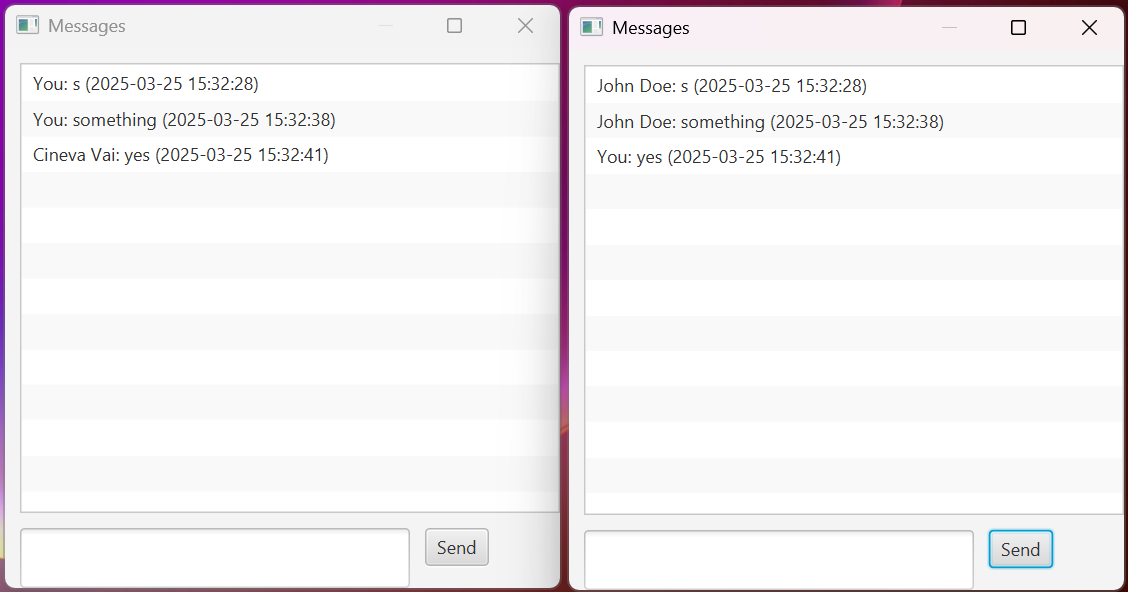 Messages
You: s (2025-03-25 15:32:28)
You: something (2025-03-25 15:32:38)
Cineva Vai: yes (2025-03-25 15:32:41)
Send
Messages
John Doe: s (2025-03-25 15:32:28)
John Doe: something (2025-03-25 15:32:38)
You: yes (2025-03-25 15:32:41)
Send